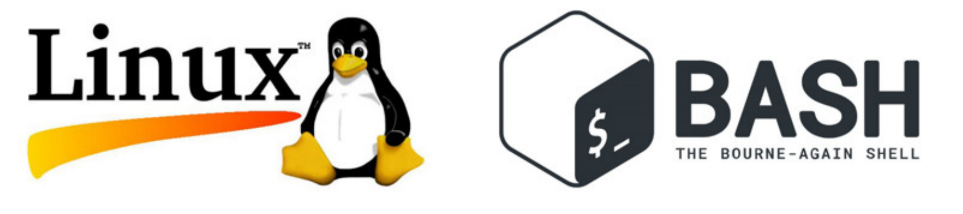 Linux™
$_
BASH
THE BOURNE-AGAIN SHELL